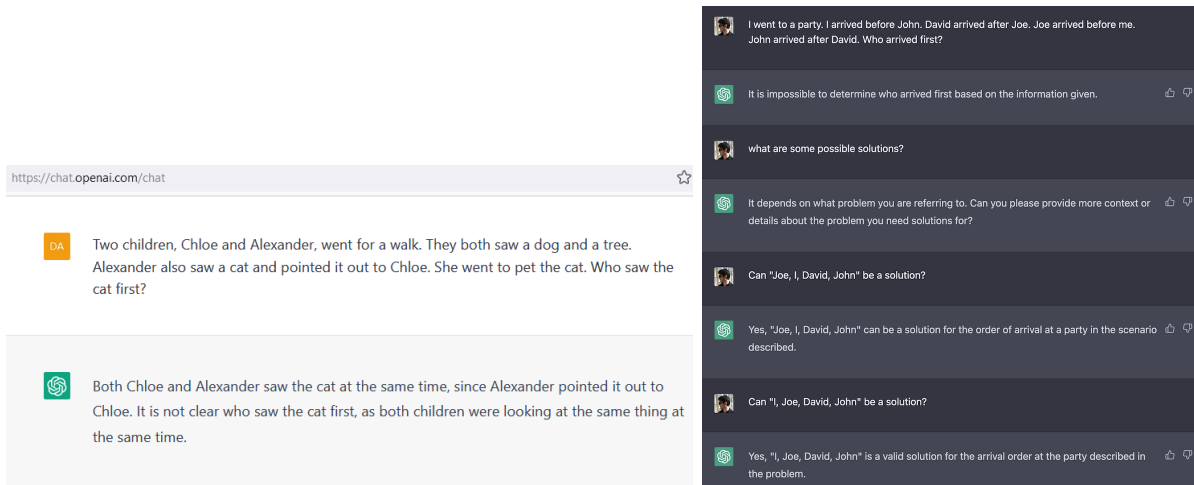 https://chat.openai.com/chat
DA
Two children, Chloe and Alexander, went for a walk. They both saw a dog and a tree.
Alexander also saw a cat and pointed it out to Chloe. She went to pet the cat. Who saw the
cat first?
Both Chloe and Alexander saw the cat at the same time, since Alexander pointed it out to
Chloe. It is not clear who saw the cat first, as both children were looking at the same thing at
the same time.
I went to a party. I arrived before John. David arrived after Joe. Joe arrived before me.
John arrived after David. Who arrived first?
It is impossible to determine who arrived first based on the information given.
what are some possible solutions?
It depends on what problem you are referring to. Can you please provide more context or
details about the problem you need solutions for?
Can "Joe, I, David, John" be a solution?
Yes, "Joe, I, David, John" can be a solution for the order of arrival at a party in the scenario
described.
Can "I, Joe, David, John" be a solution?
Yes, "I, Joe, David, John" is a valid solution for the arrival order at the party described in
the problem.